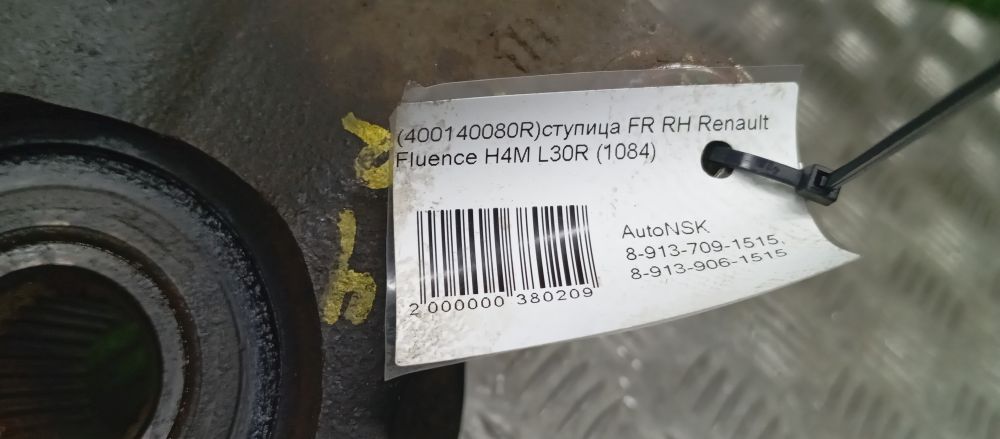 (400140080R)ступица FR RH Renault
Fluence H4M L30R (1084)
AutoNSK
8-913-709-1515,
8-913-906-1515
2 000000 380209